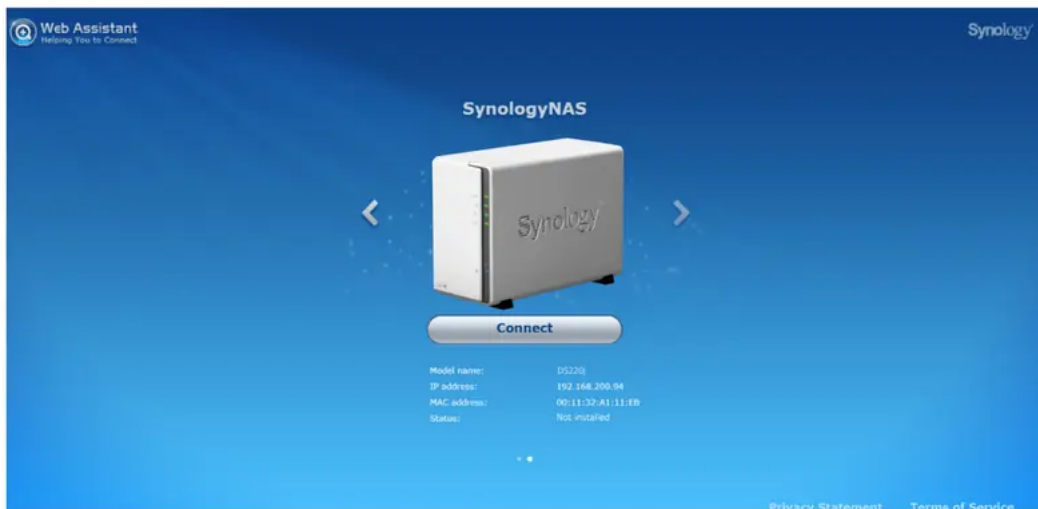 Web Assistant
Helping You to Connect
Synology
SynologyNAS
Synology
Connect
Model name: DS220j
IP address: 192.168.200.94
MAC address: 00:11:32:A1:11:EB
Status: Not installed
Privacy Statement Terms of Service